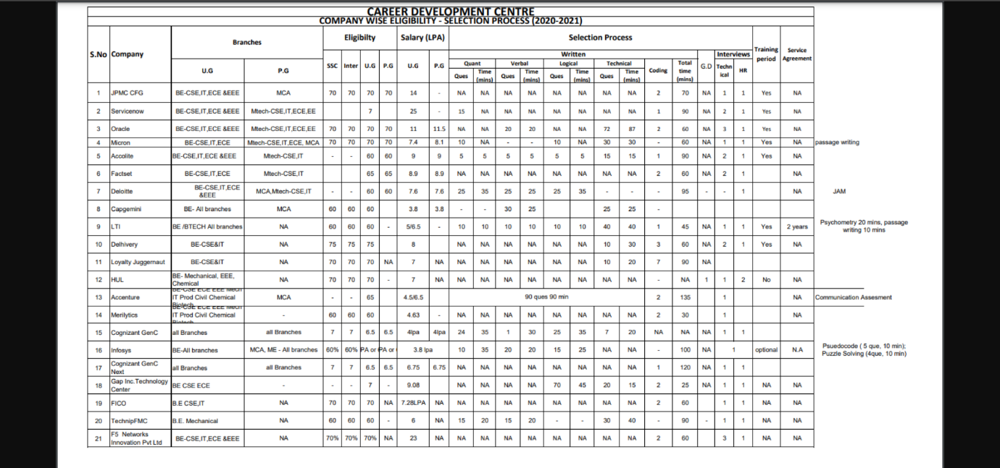 CAREER DEVELOPMENT CENTRE
COMPANY WISE ELIGIBILITY - SELECTION PROCESS (2020-2021)
S.No Company Branches Eligibilty Salary (LPA) Selection Process Training period Service Agreement
Written Interviews
U.G P.G SSC Inter U.G P.G U.G P.G Quant Verbal Logical Technical Coding Total time (mins) G.D Techn ical HR
Ques Time (mins) Ques Time (mins) Ques Time (mins) Ques Time (mins)
1 JPMC CFG BE-CSE,IT,ECE &EEE MCA 70 70 70 70 14 - NA NA NA NA NA NA NA NA 2 70 NA 1 1 Yes NA
2 Servicenow BE-CSE,IT,ECE &EEE Mtech-CSE,IT,ECE,EE 7 25 - 15 NA NA NA NA NA NA NA 1 90 NA 2 1 Yes NA
3 Oracle BE-CSE,IT,ECE &EEE Mtech-CSE,IT,ECE,EE 70 70 70 70 11 11.5 NA NA 20 20 NA NA 72 87 2 60 NA 3 1 Yes NA
4 Micron BE-CSE,IT,ECE Mtech-CSE,IT,ECE, MCA 70 70 70 70 7.4 8.1 10 NA - - 10 NA 30 30 - 60 NA 1 1 Yes NA passage writing
5 Accolite BE-CSE,IT,ECE &EEE Mtech-CSE,IT - - 60 60 9 9 5 5 5 5 5 5 15 15 1 90 NA 2 1 Yes NA
6 Factset BE-CSE,IT,ECE Mtech-CSE,IT 65 65 8.9 8.9 NA NA NA NA NA NA NA NA 2 60 NA 2 1 NA
7 Deloitte BE-CSE,IT,ECE &EEE MCA,Mtech-CSE,IT - - 60 60 7.6 7.6 25 35 25 25 25 35 - - - 95 - - 1 NA JAM
8 Capgemini BE- All branches MCA 60 60 60 3.8 3.8 - - 30 25 25 25 -
9 LTI BE /BTECH All branches NA 60 60 60 - 5/6.5 - 10 10 10 10 10 10 40 40 1 45 NA 1 1 Yes 2 years Psychometry 20 mins, passage writing 10 mins
10 Delhivery BE-CSE&IT NA 75 75 75 8 NA NA NA NA NA NA 10 30 3 60 NA 2 1 Yes NA
11 Loyalty Juggernaut BE-CSE&IT NA 70 70 70 NA 7 NA NA NA NA NA NA NA 10 20 7 90 NA
12 HUL BE- Mechanical, EEE, Chemical NA 70 70 70 - 7 NA NA NA NA NA NA NA NA NA - NA 1 1 2 No NA
13 Accenture BE-CSE ECE EEE Mech IT Prod Civil Chemical Biotech MCA - - 65 4.5/6.5 90 ques 90 min 2 135 1 NA Communication Assesment
14 Merilytics BE-CSE ECE EEE Mech IT Prod Civil Chemical Biotech - 60 60 60 4.63 - NA NA NA NA NA NA NA NA 2 30 1 NA
15 Cognizant GenC all Branches all Branches 7 7 6.5 6.5 4lpa 4lpa 24 35 1 30 25 35 7 20 NA NA NA 1 1
16 Infosys BE-All branches MCA, ME - All branches 60% 60% PA or PA or 3.8 lpa 10 35 20 20 15 25 NA NA - 100 NA 1 optional N.A Psuedocode ( 5 que, 10 min); Puzzle Solving (4que, 10 min)
17 Cognizant GenC Next all Branches all Branches 7 7 6.5 6.5 6.75 6.75 NA NA NA NA NA NA NA NA 1 120 NA 1 1
18 Gap Inc.Technology Center BE CSE ECE - - - 7 - 9.08 NA NA NA NA 70 45 20 15 2 25 NA 1 1 NA NA
19 FICO B.E CSE,IT NA 70 70 70 NA 7.28LPA NA NA NA NA NA NA NA NA NA 2 60 1 1 NA NA
20 TechnipFMC B.E. Mechanical NA 60 60 60 - 6 NA 15 20 15 20 - - 30 40 - 90 - 1 1 NA NA
21 F5 Networks Innovation Pvt Ltd BE-CSE,IT,ECE &EEE NA 70% 70% 70% NA 23 NA NA NA NA NA NA NA NA NA 2 60 3 1 NA NA